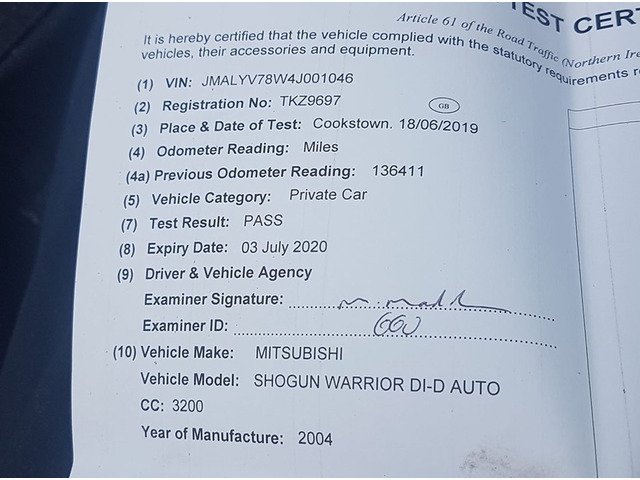 TEST CER
Article 61 of the Road Traffic (Northern Ire
It is hereby certified that the vehicle complied with the statutory requirements r
vehicles, their accessories and equipment.
(1) VIN: JMALYV78W4J001046
(2) Registration No: TKZ9697
GB
(3) Place & Date of Test: Cookstown. 18/06/2019
(4) Odometer Reading: Miles
(4a) Previous Odometer Reading: 136411
(5) Vehicle Category: Private Car
(7) Test Result: PASS
(8) Expiry Date: 03 July 2020
(9) Driver & Vehicle Agency
Examiner Signature:
Examiner ID:
(10) Vehicle Make: MITSUBISHI
Vehicle Model: SHOGUN WARRIOR DI-D AUTO
CC: 3200
Year of Manufacture: 2004